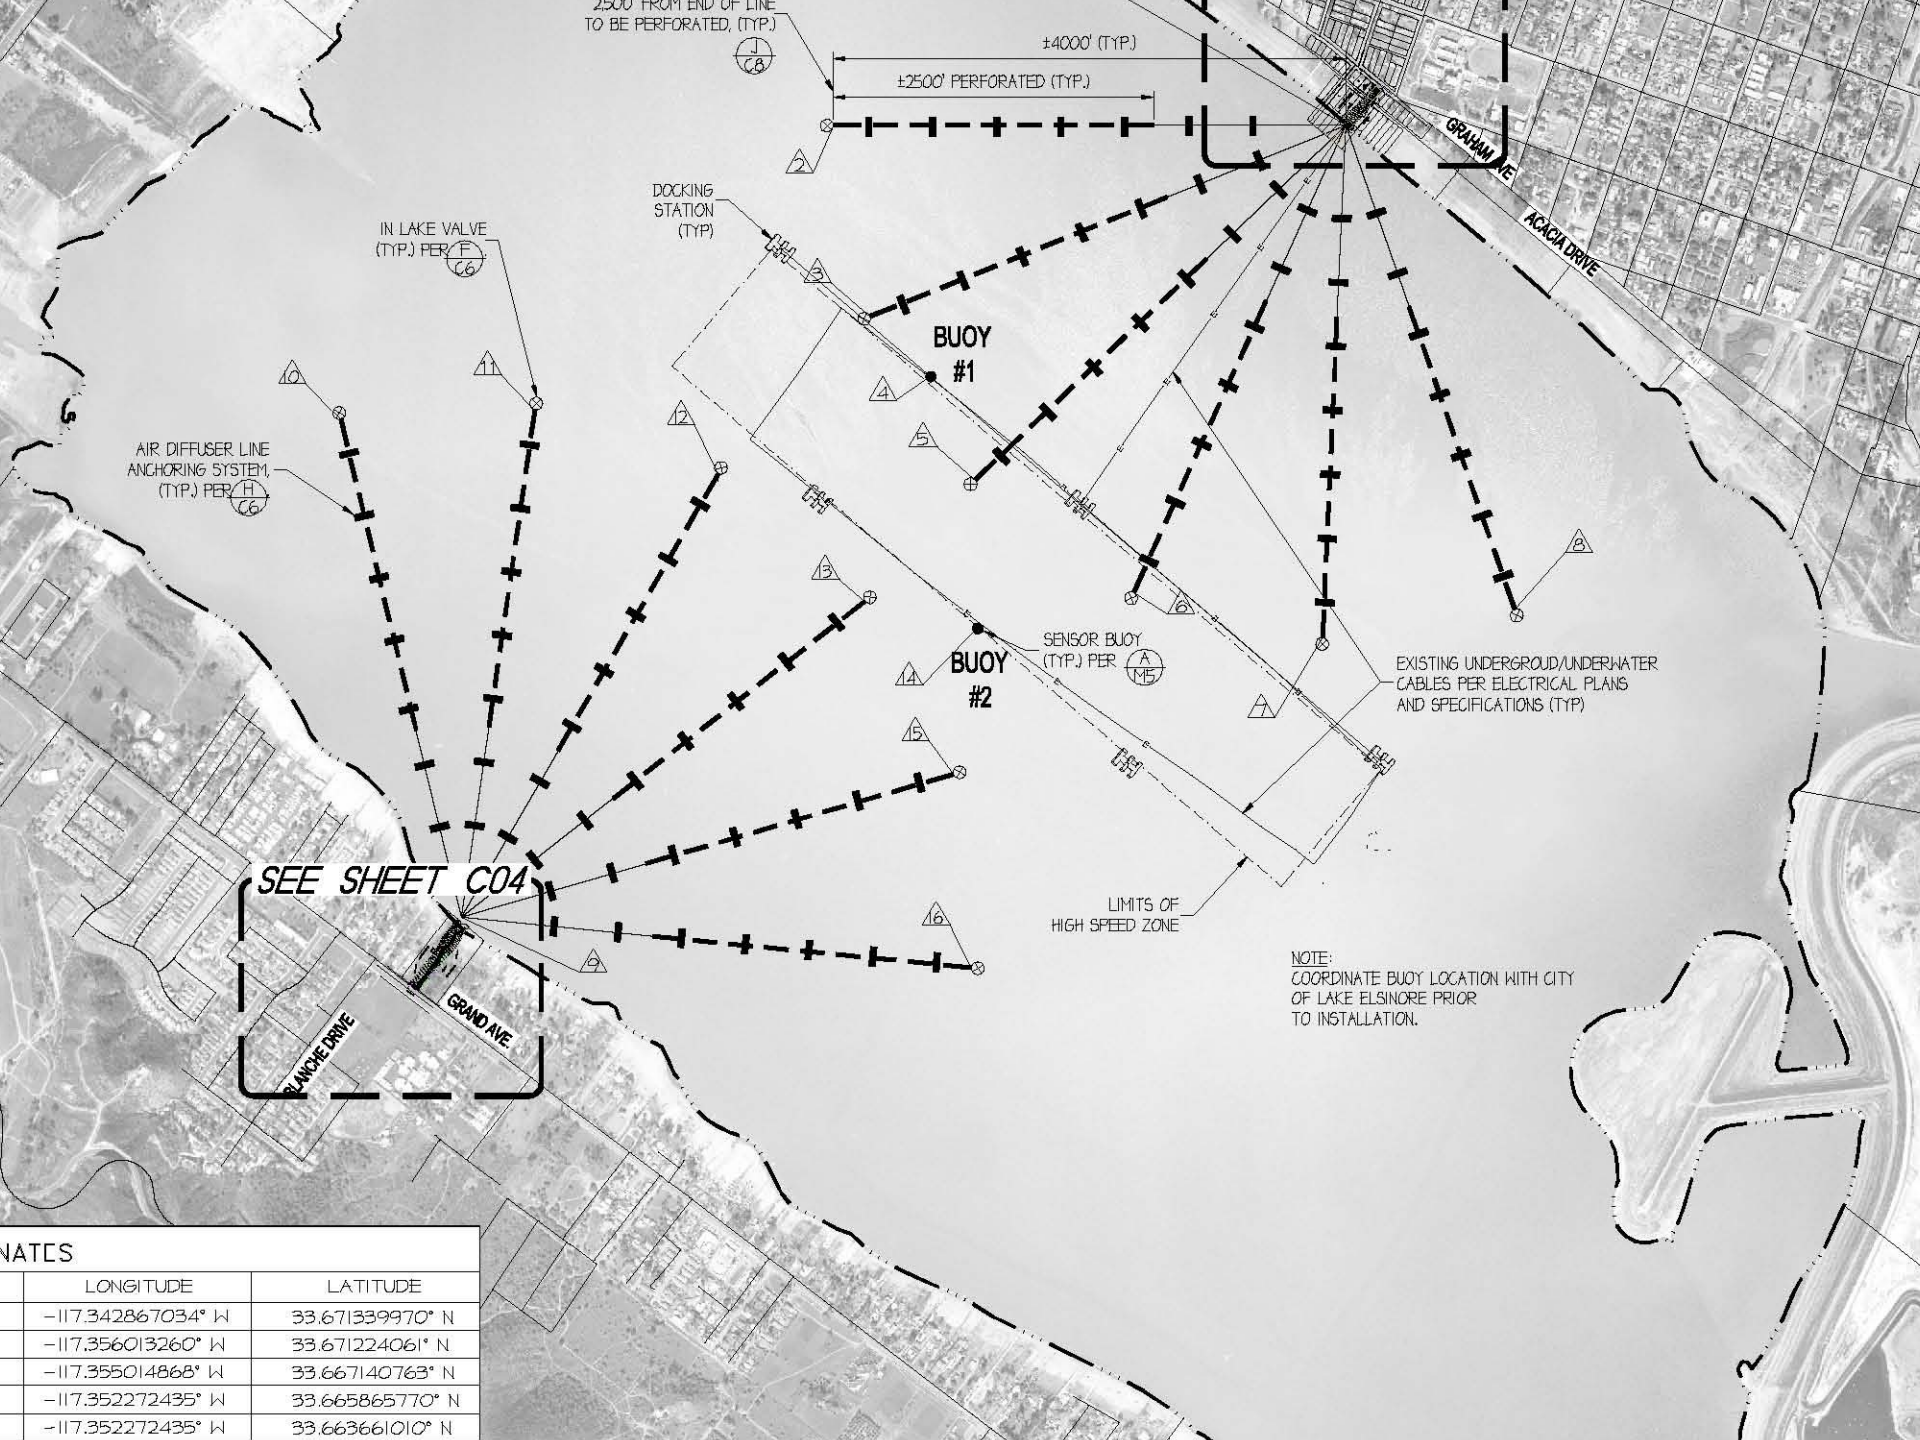 2,500' FROM END OF LINE
TO BE PERFORATED, (TYP.)
J
C8
±4000' (TYP.)
±2500' PERFORATED (TYP.)
2
GRAHAM AVE
ACACIA DRIVE
DOCKING
STATION
(TYP)
IN LAKE VALVE
(TYP.) PER F
C6
3
BUOY
#1
4
10
11
12
5
AIR DIFFUSER LINE
ANCHORING SYSTEM,
(TYP.) PER H
C6
13
6
8
SENSOR BUOY
(TYP.) PER A
M5
BUOY
#2
14
7
EXISTING UNDERGROUD/UNDERWATER
CABLES PER ELECTRICAL PLANS
AND SPECIFICATIONS (TYP)
15
SEE SHEET C04
LIMITS OF
HIGH SPEED ZONE
16
9
NOTE:
COORDINATE BUOY LOCATION WITH CITY
OF LAKE ELSINORE PRIOR
TO INSTALLATION.
GRAND AVE.
BLANCHE DRIVE
NATES
LONGITUDE LATITUDE
-117.342867034° W 33.671339970° N
-117.356013260° W 33.671224061° N
-117.355014868° W 33.667140763° N
-117.352272435° W 33.665865770° N
-117.352272435° W 33.663661010° N